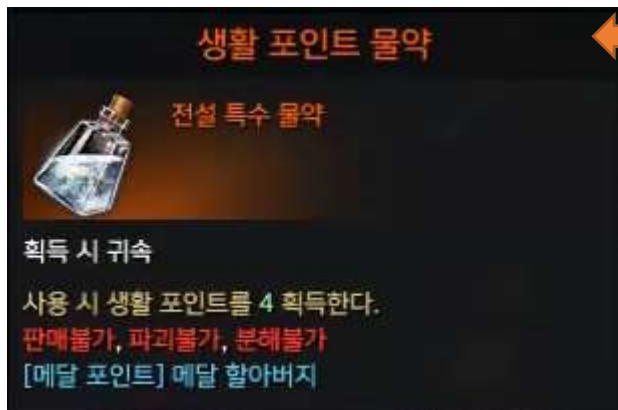 생활 포인트 물약
전설 특수 물약
획득 시 귀속
사용 시 생활 포인트를 4 획득한다.
판매불가, 파괴불가, 분해불가
[메달 포인트] 메달 할아버지